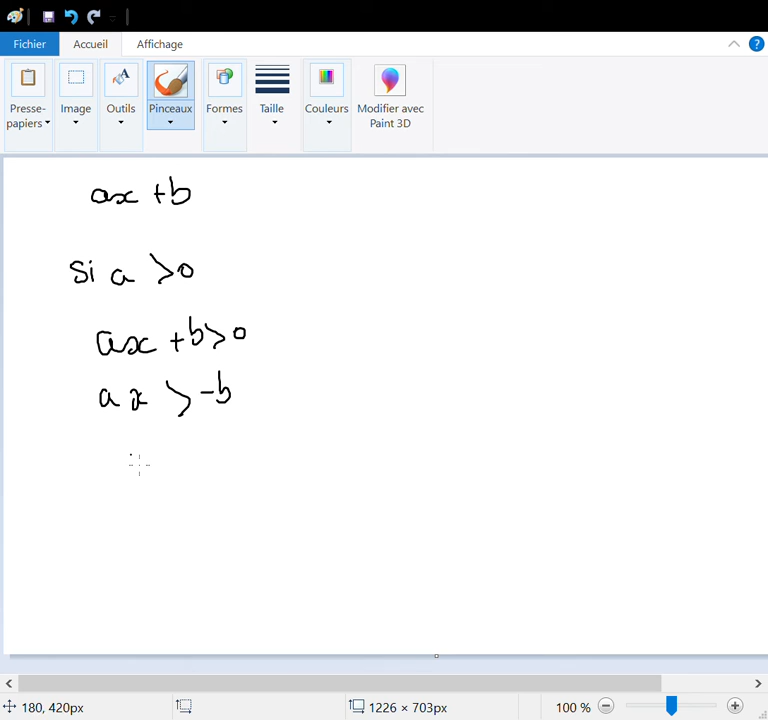 Fichier Accueil Affichage
Presse-papiers Image Outils Pinceaux Formes Taille Couleurs Modifier avec Paint 3D
ax + b
si a > 0
ax + b > 0
ax > -b
180, 420px 1226 × 703px 100 %